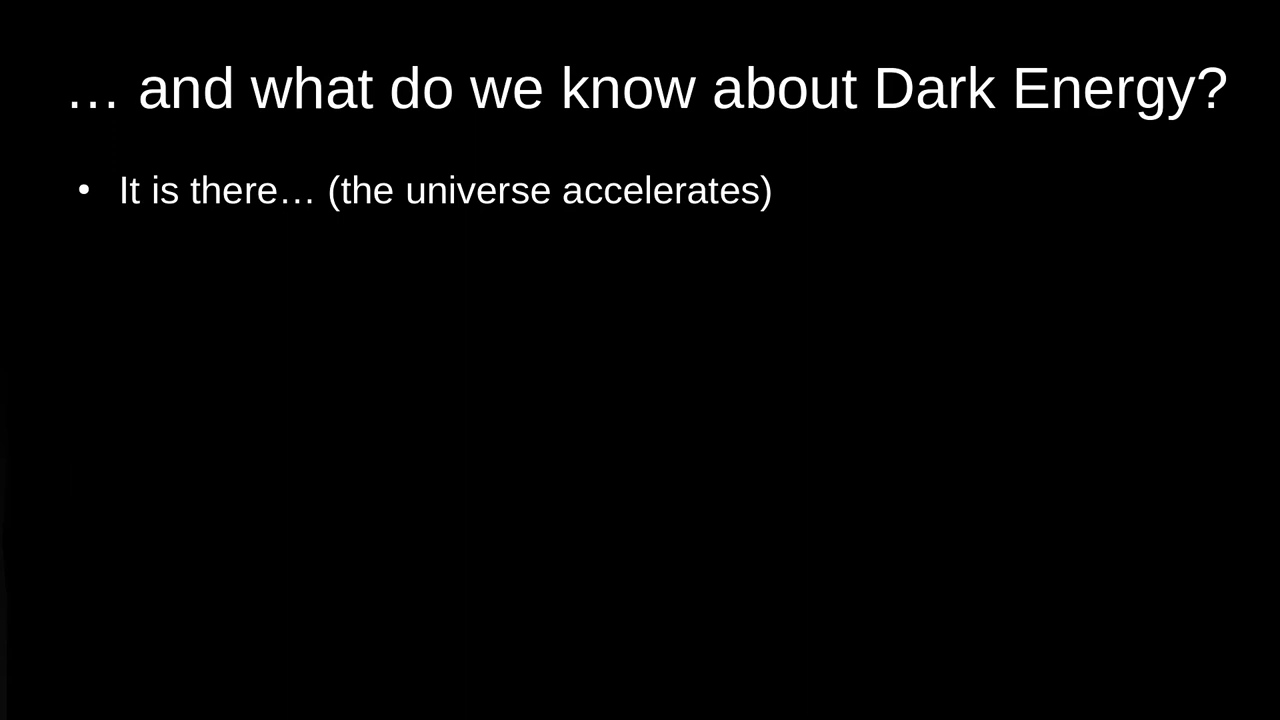 … and what do we know about Dark Energy?
• It is there… (the universe accelerates)